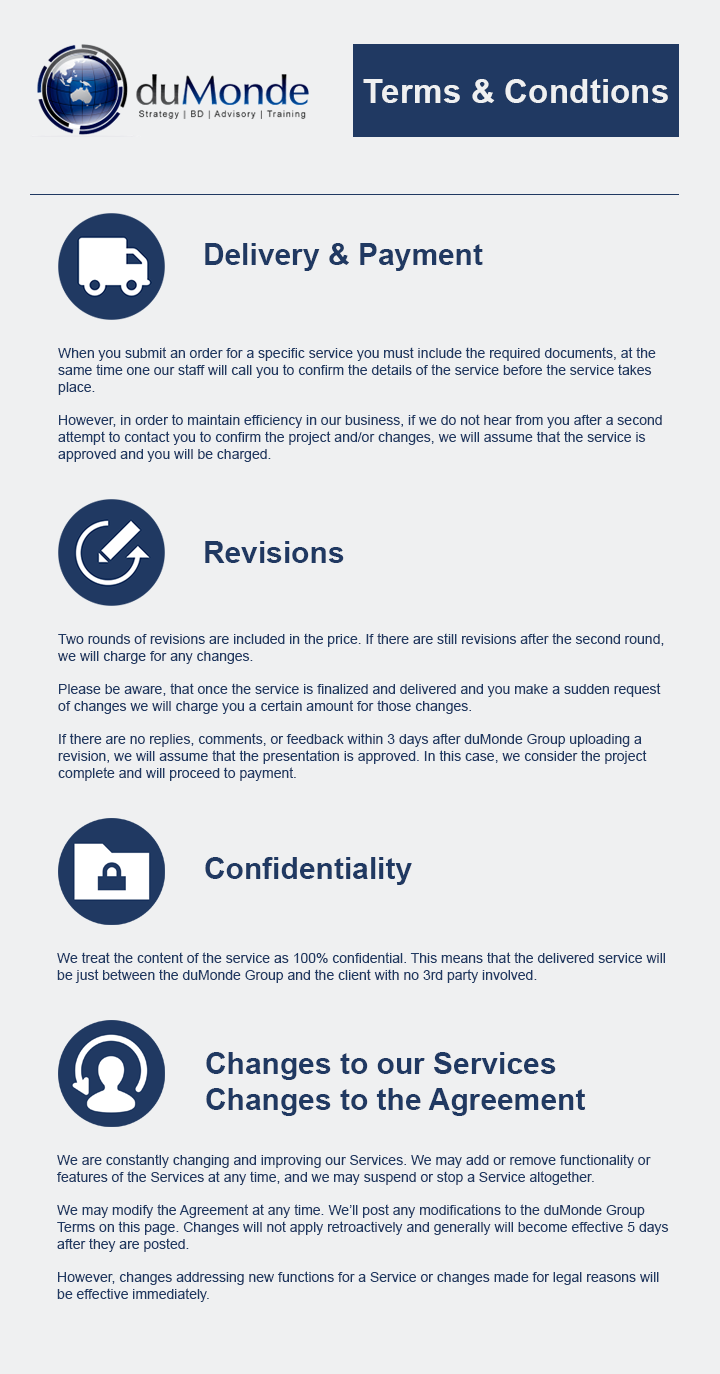 duMonde
Strategy | BD | Advisory | Training
Terms & Condtions
Delivery & Payment
When you submit an order for a specific service you must include the required documents, at the
same time one our staff will call you to confirm the details of the service before the service takes
place.
However, in order to maintain efficiency in our business, if we do not hear from you after a second
attempt to contact you to confirm the project and/or changes, we will assume that the service is
approved and you will be charged.
Revisions
Two rounds of revisions are included in the price. If there are still revisions after the second round,
we will charge for any changes.
Please be aware, that once the service is finalized and delivered and you make a sudden request
of changes we will charge you a certain amount for those changes.
If there are no replies, comments, or feedback within 3 days after duMonde Group uploading a
revision, we will assume that the presentation is approved. In this case, we consider the project
complete and will proceed to payment.
Confidentiality
We treat the content of the service as 100% confidential. This means that the delivered service will
be just between the duMonde Group and the client with no 3rd party involved.
Changes to our Services
Changes to the Agreement
We are constantly changing and improving our Services. We may add or remove functionality or
features of the Services at any time, and we may suspend or stop a Service altogether.
We may modify the Agreement at any time. We’ll post any modifications to the duMonde Group
Terms on this page. Changes will not apply retroactively and generally will become effective 5 days
after they are posted.
However, changes addressing new functions for a Service or changes made for legal reasons will
be effective immediately.